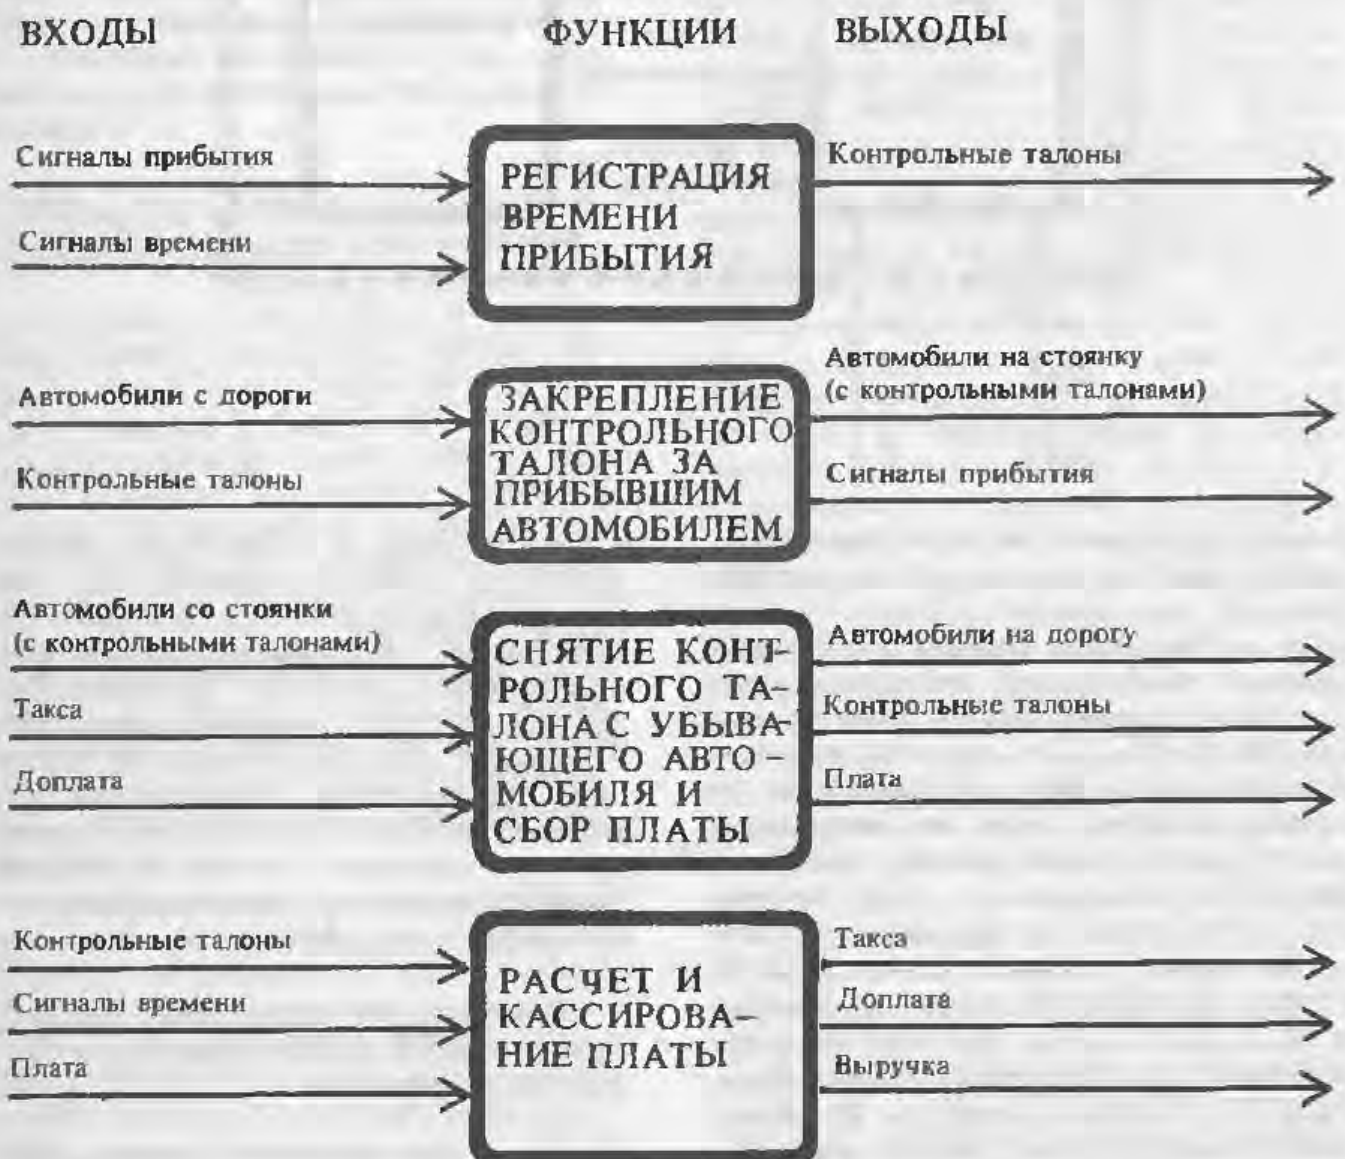 ВХОДЫ
ФУНКЦИИ
ВЫХОДЫ
Сигналы прибытия
Сигналы времени
РЕГИСТРАЦИЯ
ВРЕМЕНИ
ПРИБЫТИЯ
Контрольные талоны
Автомобили с дороги
Контрольные талоны
ЗАКРЕПЛЕНИЕ
КОНТРОЛЬНОГО
ТАЛОНА ЗА
ПРИБЫВШИМ
АВТОМОБИЛЕМ
Автомобили на стоянку
(с контрольными талонами)
Сигналы прибытия
Автомобили со стоянки
(с контрольными талонами)
Такса
Доплата
СНЯТИЕ КОНТ-
РОЛЬНОГО ТА-
ЛОНА С УБЫВА-
ЮЩЕГО АВТО-
МОБИЛЯ И
СБОР ПЛАТЫ
Автомобили на дорогу
Контрольные талоны
Плата
Контрольные талоны
Сигналы времени
Плата
РАСЧЕТ И
КАССИРОВА-
НИЕ ПЛАТЫ
Такса
Доплата
Выручка